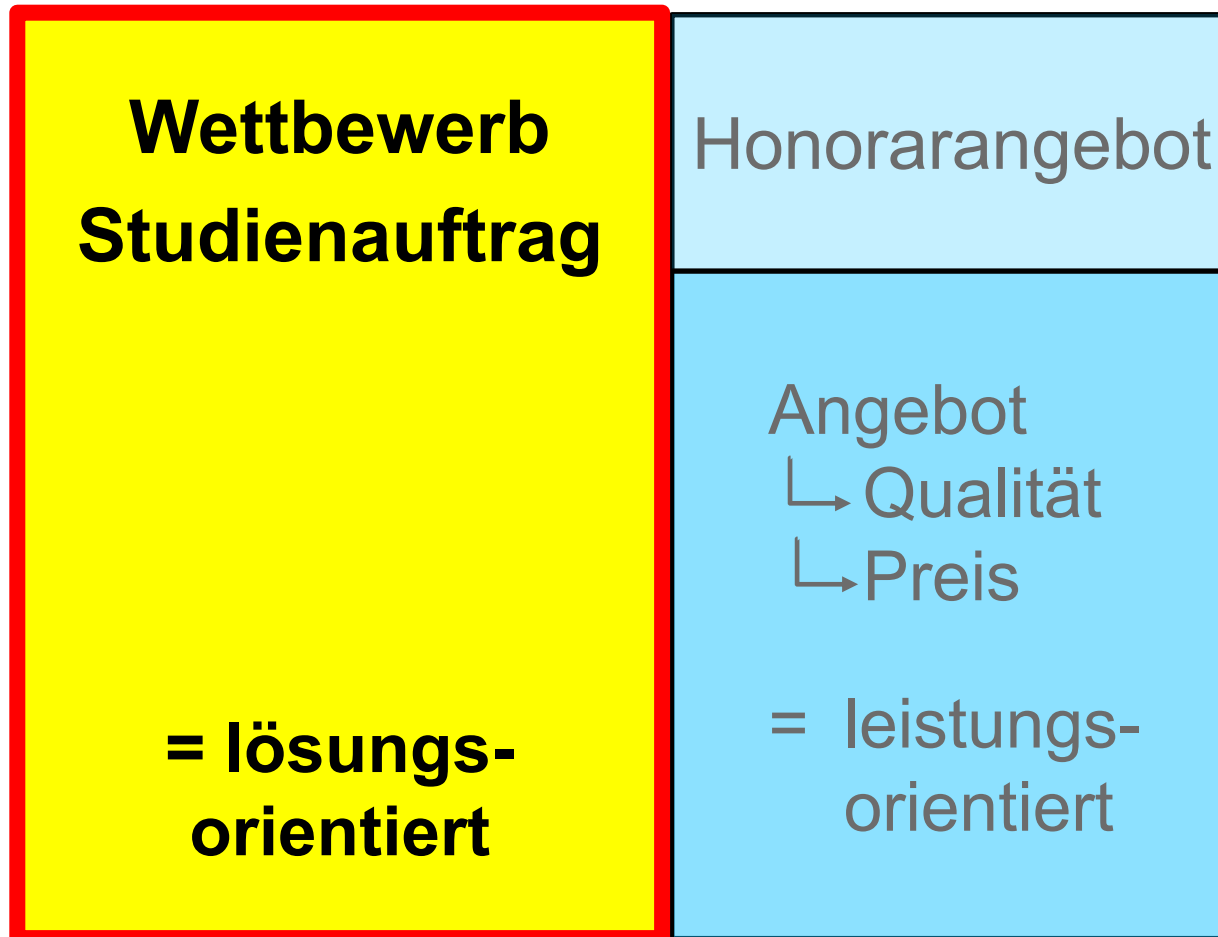 Wettbewerb
Studienauftrag
= lösungs-
orientiert
Honorarangebot
Angebot
Qualität
Preis
= leistungs-
orientiert